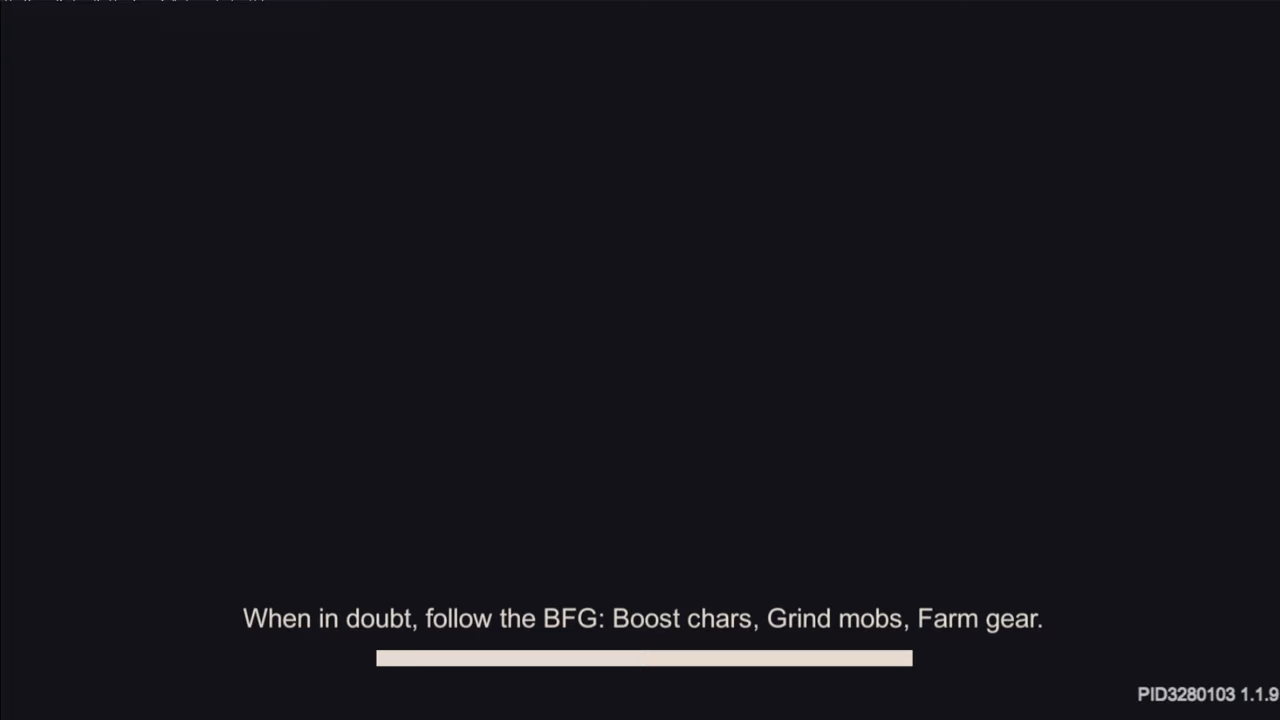 When in doubt, follow the BFG: Boost chars, Grind mobs, Farm gear.
PID3280103 1.1.9